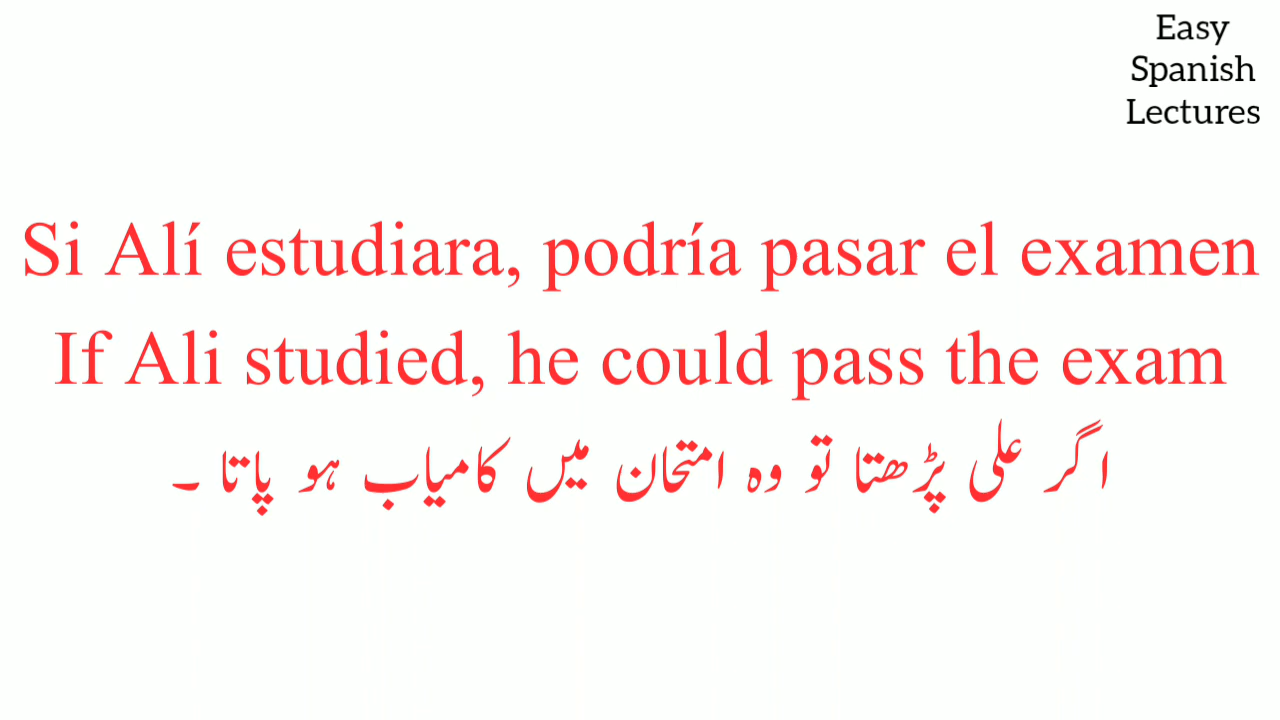 Easy
Spanish
Lectures
Si Alí estudiara, podría pasar el examen
If Ali studied, he could pass the exam
اگر علی پڑھتا تو وہ امتحان میں کامیاب ہو پاتا ۔